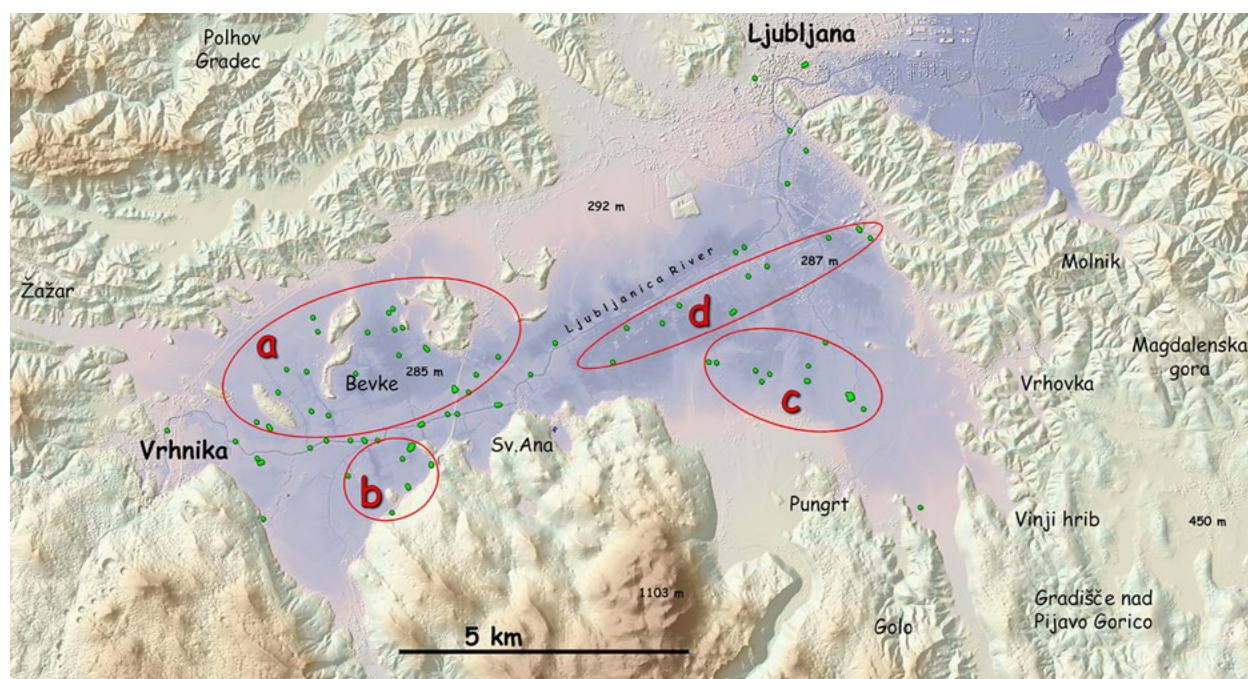 Ljubljana
Polhov
Gradec
292 m
Ljubljanica River
287 m
Molnik
Žažar
d
a
Magdalenska
gora
285 m
Bevke
Vrhovka
c
Vrhnika
Sv.Ana
b
Pungrt
Vinji hrib
450 m
1103 m
Gradišče nad
Pijavo Gorico
Golo
5 km